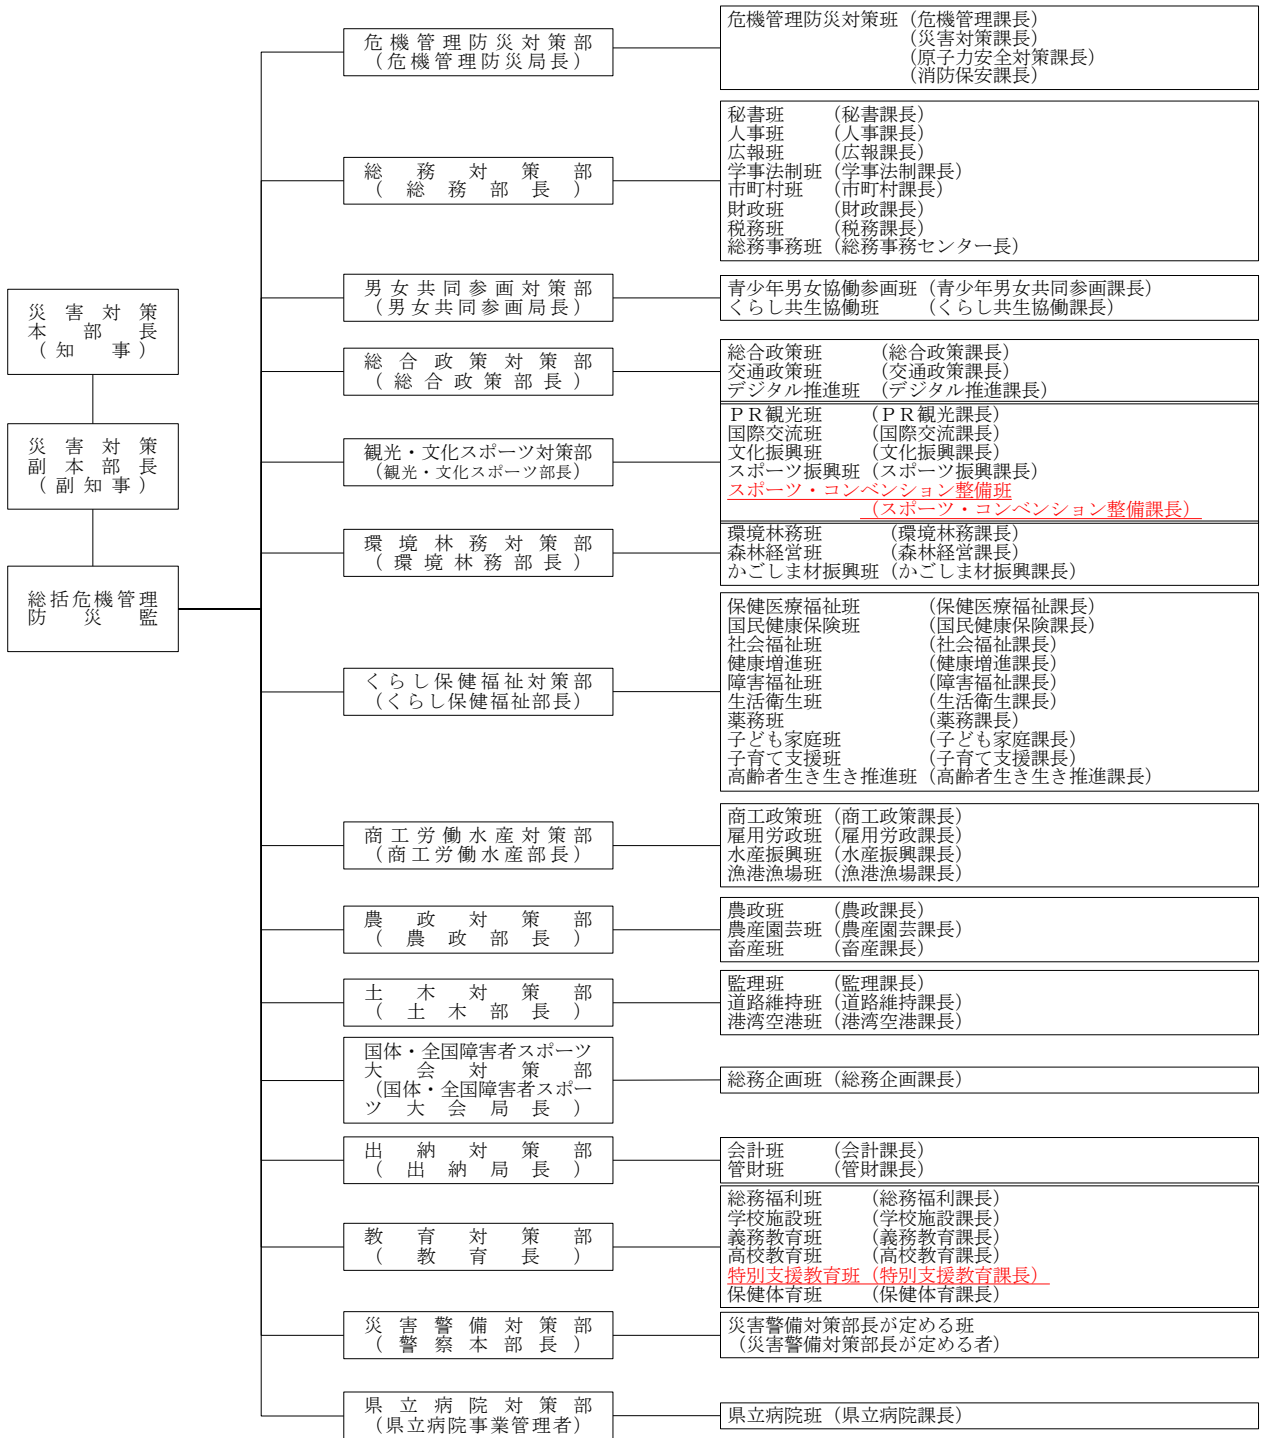 災害対策
本部長
（知事）
災害対策
副本部長
（副知事）
総括危機管理
防災監
危機管理防災対策部
（危機管理防災局長）
危機管理防災対策班（危機管理課長）
（災害対策課長）
（原子力安全対策課長）
（消防保安課長）
総務対策部
（総務部長）
秘書班（秘書課長）
人事班（人事課長）
広報班（広報課長）
学事法制班（学事法制課長）
市町村班（市町村課長）
財政班（財政課長）
税務班（税務課長）
総務事務班（総務事務センター長）
男女共同参画対策部
（男女共同参画局長）
青少年男女協働参画班（青少年男女共同参画課長）
くらし共生協働班（くらし共生協働課長）
総合政策対策部
（総合政策部長）
総合政策班（総合政策課長）
交通政策班（交通政策課長）
デジタル推進班（デジタル推進課長）
観光・文化スポーツ対策部
（観光・文化スポーツ部長）
ＰＲ観光班（ＰＲ観光課長）
国際交流班（国際交流課長）
文化振興班（文化振興課長）
スポーツ振興班（スポーツ振興課長）
スポーツ・コンベンション整備班
（スポーツ・コンベンション整備課長）
環境林務対策部
（環境林務部長）
環境林務班（環境林務課長）
森林経営班（森林経営課長）
かごしま材振興班（かごしま材振興課長）
くらし保健福祉対策部
（くらし保健福祉部長）
保健医療福祉班（保健医療福祉課長）
国民健康保険班（国民健康保険課長）
社会福祉班（社会福祉課長）
健康増進班（健康増進課長）
障害福祉班（障害福祉課長）
生活衛生班（生活衛生課長）
薬務班（薬務課長）
子ども家庭班（子ども家庭課長）
子育て支援班（子育て支援課長）
高齢者生き生き推進班（高齢者生き生き推進課長）
商工労働水産対策部
（商工労働水産部長）
商工政策班（商工政策課長）
雇用労政班（雇用労政課長）
水産振興班（水産振興課長）
漁港漁場班（漁港漁場課長）
農政対策部
（農政部長）
農政班（農政課長）
農産園芸班（農産園芸課長）
畜産班（畜産課長）
土木対策部
（土木部長）
監理班（監理課長）
道路維持班（道路維持課長）
港湾空港班（港湾空港課長）
国体・全国障害者スポーツ
大会対策部
（国体・全国障害者スポー
ツ大会局長）
総務企画班（総務企画課長）
出納対策部
（出納局長）
会計班（会計課長）
管財班（管財課長）
教育対策部
（教育長）
総務福利班（総務福利課長）
学校施設班（学校施設課長）
義務教育班（義務教育課長）
高校教育班（高校教育課長）
特別支援教育班（特別支援教育課長）
保健体育班（保健体育課長）
災害警備対策部
（警察本部長）
災害警備対策部長が定める班
（災害警備対策部長が定める者）
県立病院対策部
（県立病院事業管理者）
県立病院班（県立病院課長）